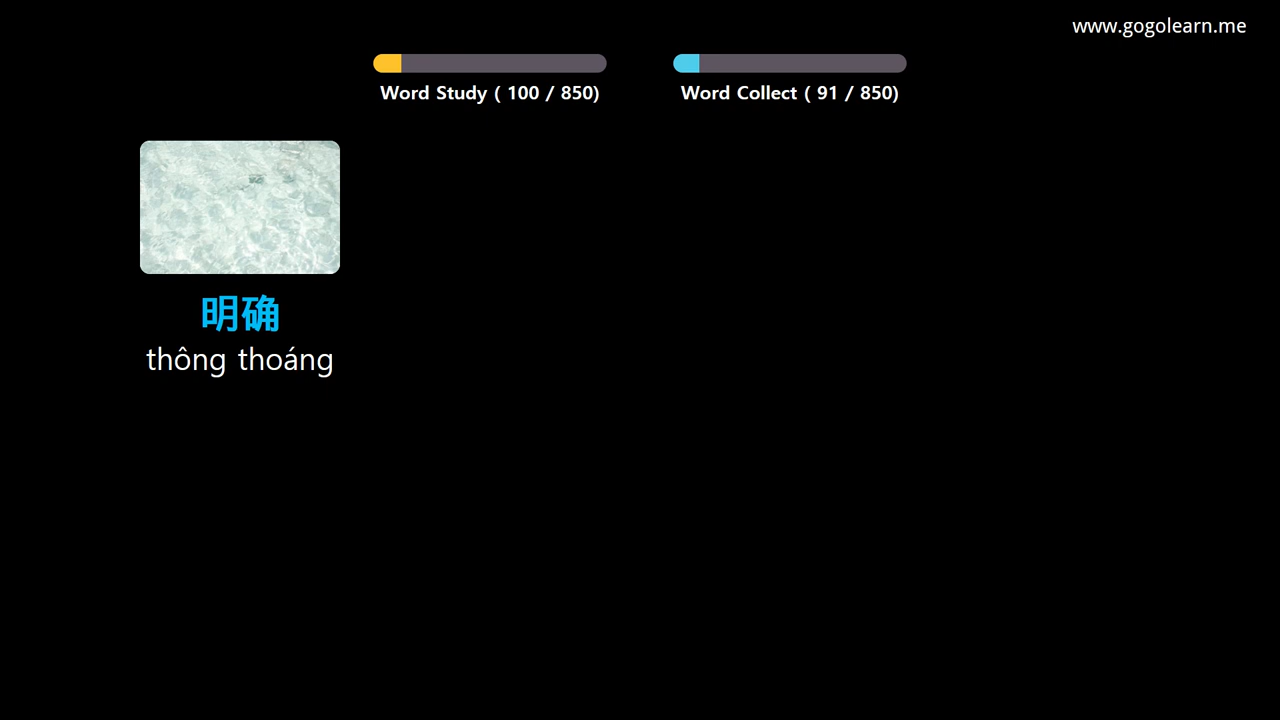 www.gogolearn.me
Word Study ( 100 / 850)
Word Collect ( 91 / 850)
明确
thông thoáng